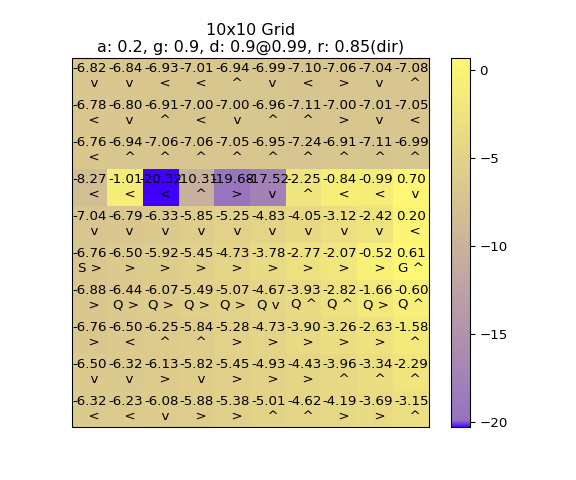 10x10 Grid
a: 0.2, g: 0.9, d: 0.9@0.99, r: 0.85(dir)
-6.82 -6.84 -6.93 -7.01 -6.94 -6.99 -7.10 -7.06 -7.04 -7.08
v v < < ^ v < > v ^
-6.78 -6.80 -6.91 -7.00 -7.00 -6.96 -7.11 -7.00 -7.01 -7.05
< v ^ < v ^ ^ > v <
-6.76 -6.94 -7.06 -7.06 -7.05 -6.95 -7.24 -6.91 -7.11 -6.99
< ^ ^ ^ ^ ^ ^ ^ ^ ^
-8.27 -1.01 -20.32 -10.31 -19.68 -17.52 -2.25 -0.84 -0.99 0.70
< < < ^ > v ^ < < v
-7.04 -6.79 -6.33 -5.85 -5.25 -4.83 -4.05 -3.12 -2.42 0.20
v v v v v v v v v <
-6.76 -6.50 -5.92 -5.45 -4.73 -3.78 -2.77 -2.07 -0.52 0.61
S > > > > > > > > > G ^
-6.88 -6.44 -6.07 -5.49 -5.07 -4.67 -3.93 -2.82 -1.66 -0.60
> Q > Q > Q > Q > Q v Q ^ Q ^ Q > Q ^
-6.76 -6.50 -6.25 -5.84 -5.28 -4.73 -3.90 -3.26 -2.63 -1.58
> < ^ ^ > > > > > ^
-6.50 -6.32 -6.13 -5.82 -5.45 -4.93 -4.43 -3.96 -3.34 -2.29
v v > v > > > ^ ^ ^
-6.32 -6.23 -6.08 -5.88 -5.38 -5.01 -4.62 -4.19 -3.69 -3.15
< < v > > ^ ^ > > ^
0
−5
−10
−15
−20